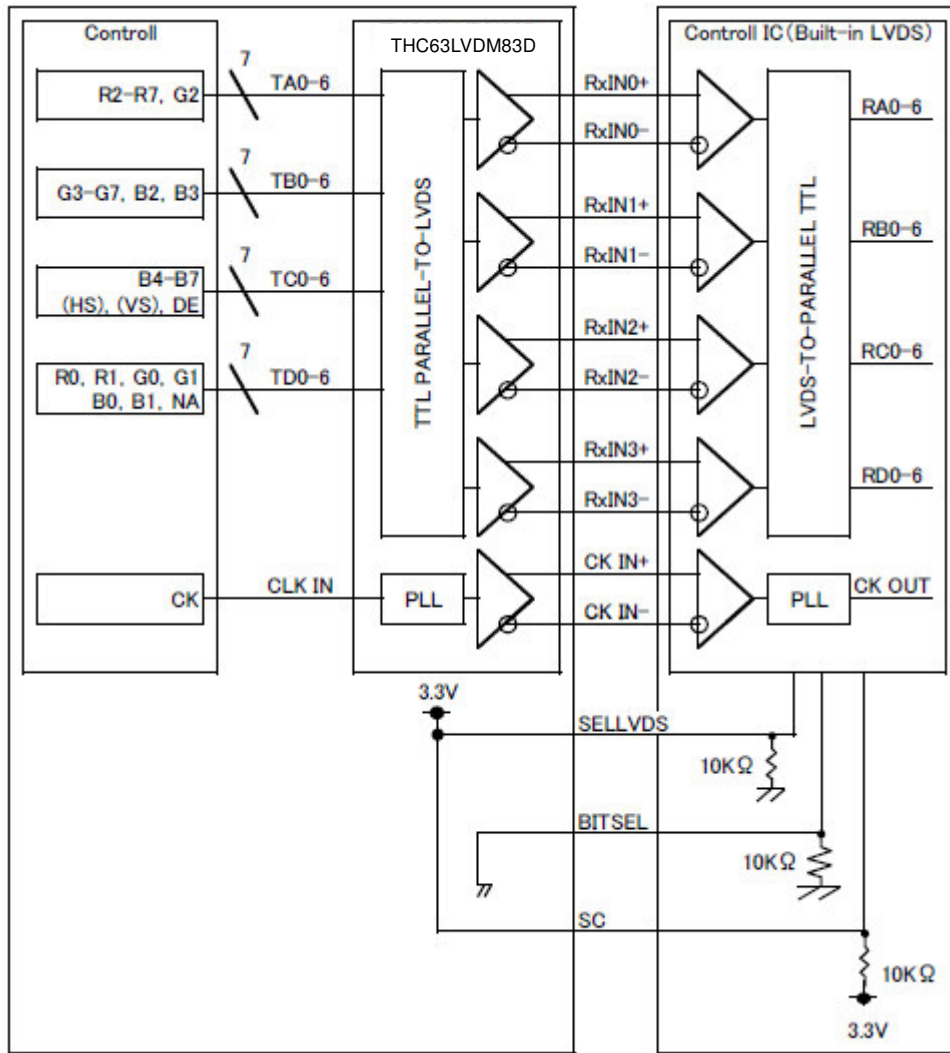 Controll
THC63LVDM83D
Controll IC(Built-in LVDS)
R2-R7, G2
7
TA0-6
G3-G7, B2, B3
7
TB0-6
B4-B7
(HS), (VS), DE
7
TC0-6
R0, R1, G0, G1
B0, B1, NA
7
TD0-6
CK
CLK IN
TTL PARALLEL-TO-LVDS
PLL
RxIN0+
RxIN0-
RxIN1+
RxIN1-
RxIN2+
RxIN2-
RxIN3+
RxIN3-
CK IN+
CK IN-
LVDS-TO-PARALLEL TTL
PLL
RA0-6
RB0-6
RC0-6
RD0-6
CK OUT
3.3V
SELLVDS
10KΩ
BITSEL
10KΩ
SC
10KΩ
3.3V